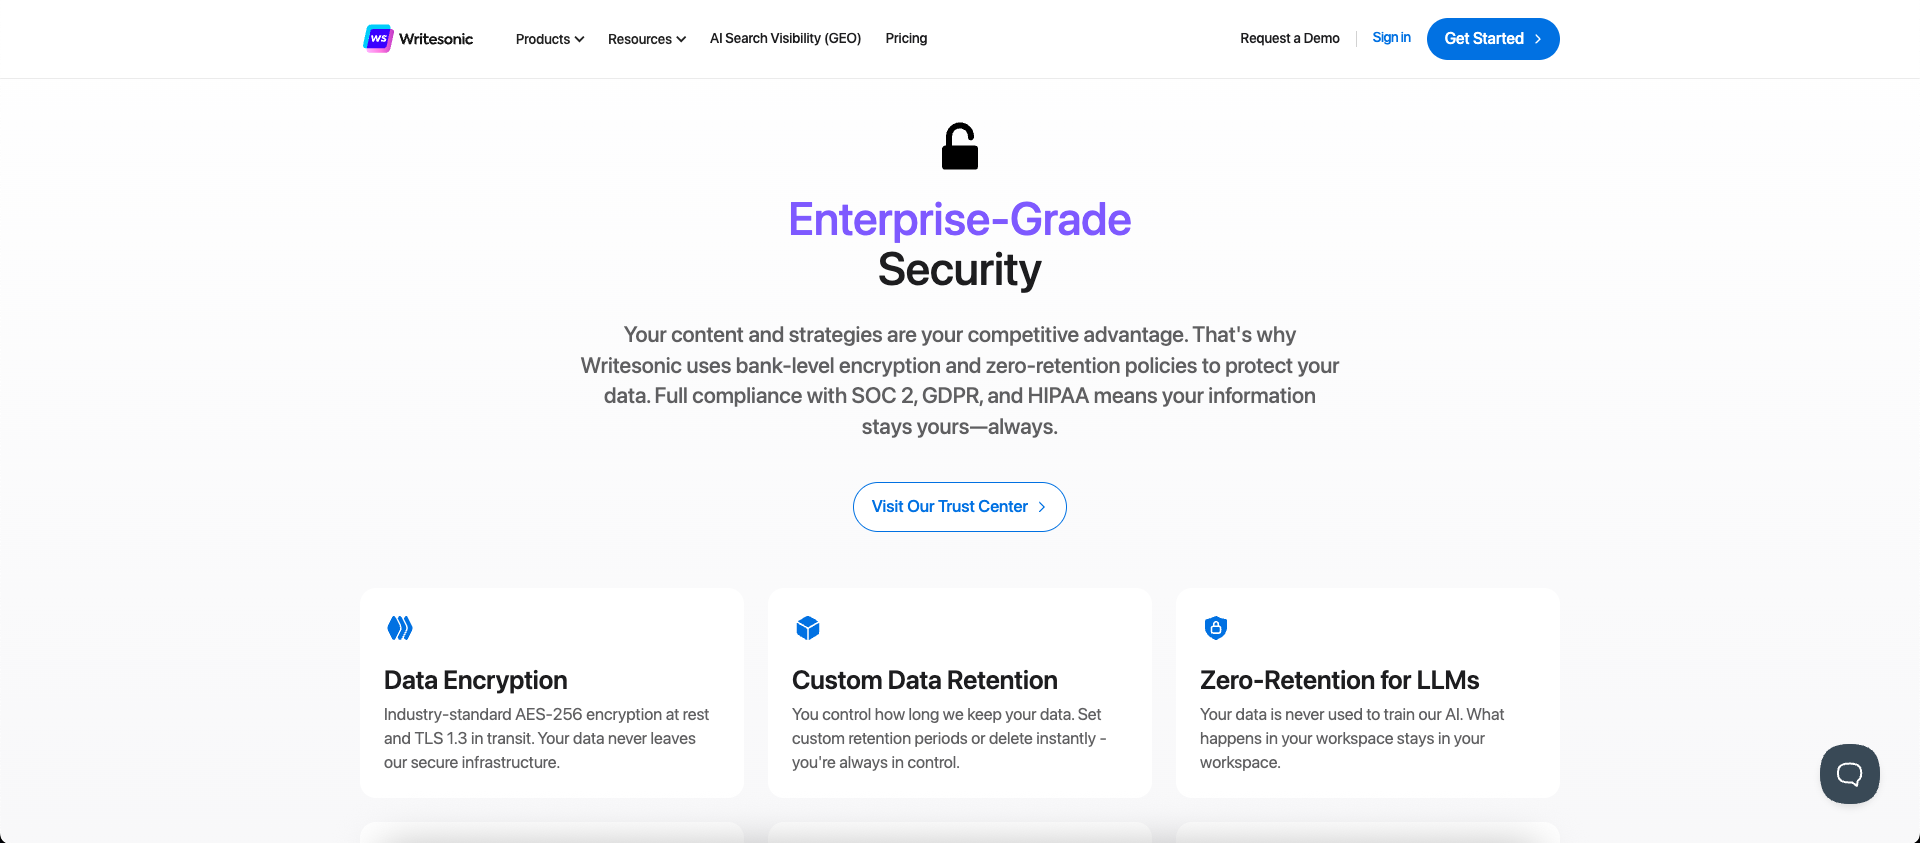 WS Writesonic
Products
Resources
AI Search Visibility (GEO)
Pricing
Request a Demo
Sign in
Get Started
Enterprise-Grade
Security
Your content and strategies are your competitive advantage. That's why
Writesonic uses bank-level encryption and zero-retention policies to protect your
data. Full compliance with SOC 2, GDPR, and HIPAA means your information
stays yours—always.
Visit Our Trust Center
Data Encryption
Industry-standard AES-256 encryption at rest
and TLS 1.3 in transit. Your data never leaves
our secure infrastructure.
Custom Data Retention
You control how long we keep your data. Set
custom retention periods or delete instantly -
you're always in control.
Zero-Retention for LLMs
Your data is never used to train our AI. What
happens in your workspace stays in your
workspace.